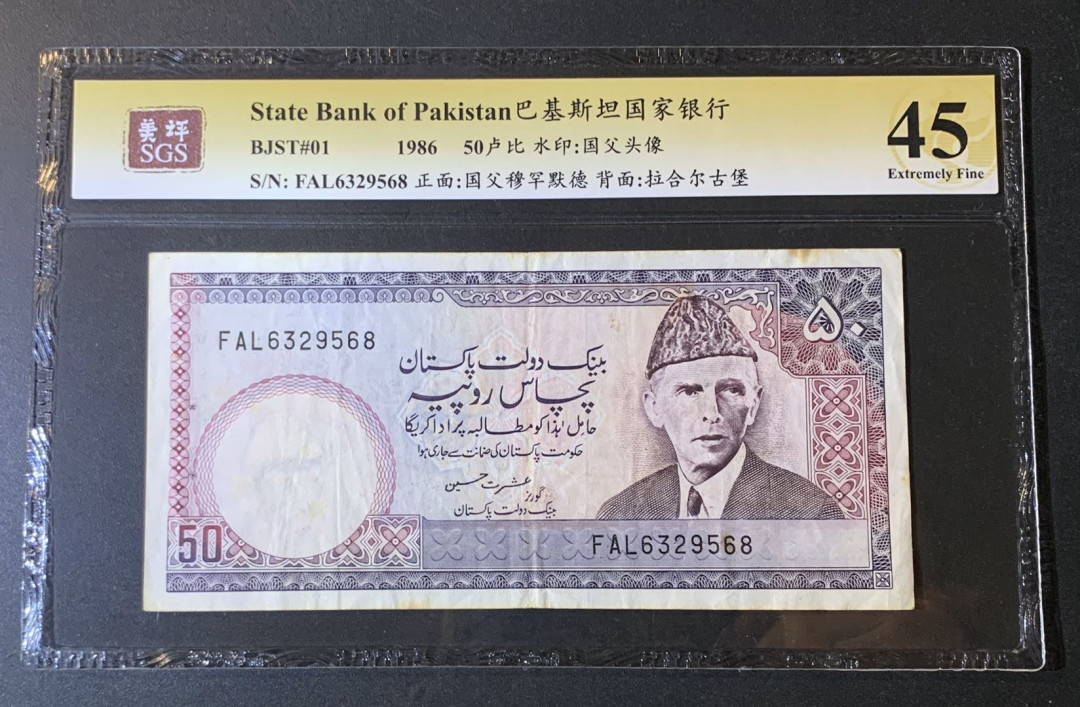 美评
SGS
State Bank of Pakistan巴基斯坦国家银行
BJST#01 1986 50卢比 水印:国父头像
S/N: FAL6329568 正面:国父穆罕默德 背面:拉合尔古堡
45
Extremely Fine
۵۰
FAL6329568
بینک دولت پاکستان
پچاس روپیہ
حامل ہٰذا کو مطالبہ پر ادا کریگا
حکومت پاکستان کی ضمانت سے جاری ہوا
عشرت حسین
گورنر
بینک دولت پاکستان
50
FAL6329568